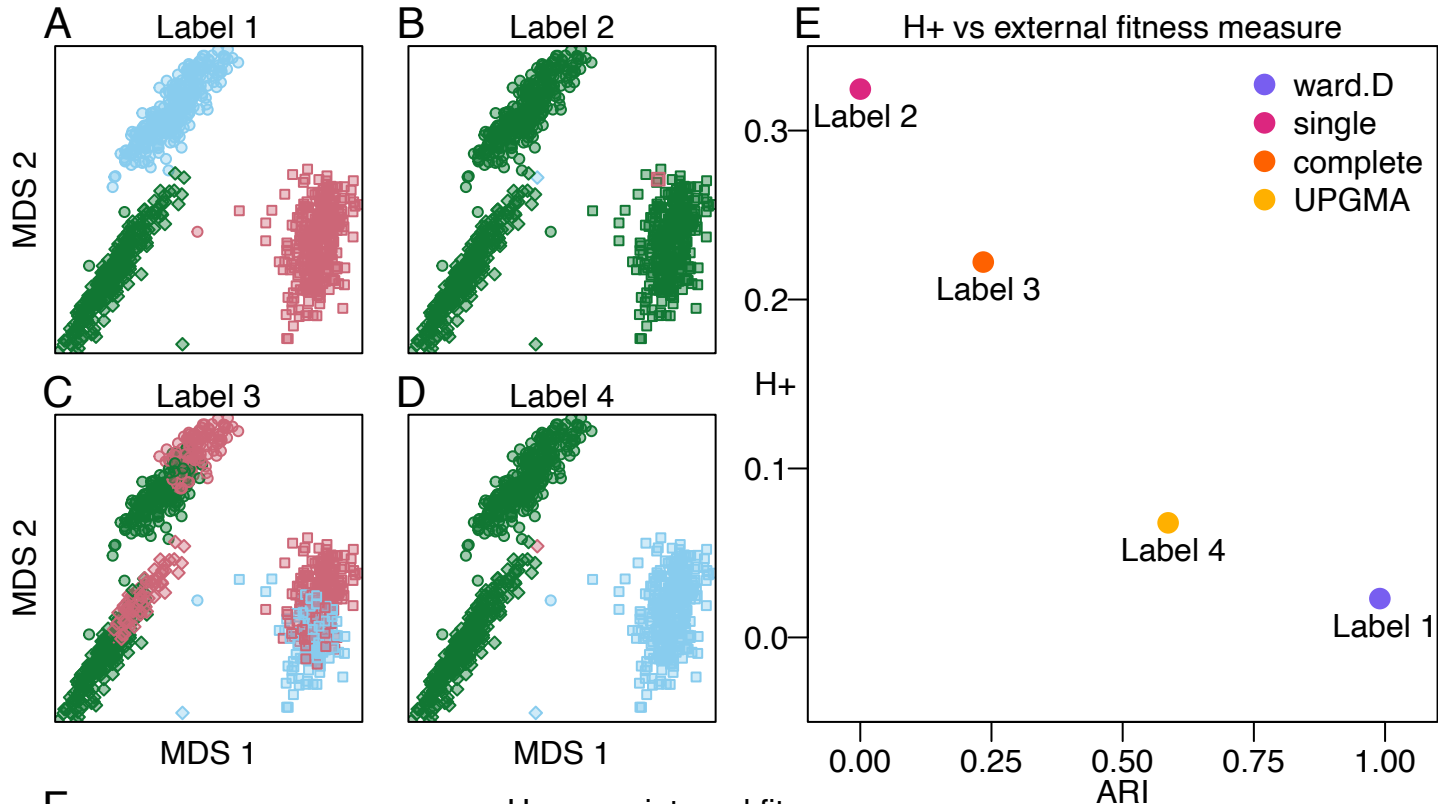 A
Label 1
B
Label 2
MDS 2
C
Label 3
D
Label 4
MDS 2
MDS 1
MDS 1
E
H+ vs external fitness measure
ward.D
single
complete
UPGMA
Label 2
Label 3
Label 4
Label 1
0.3
0.2
H+
0.1
0.0
0.00
0.25
0.50
0.75
1.00
ARI